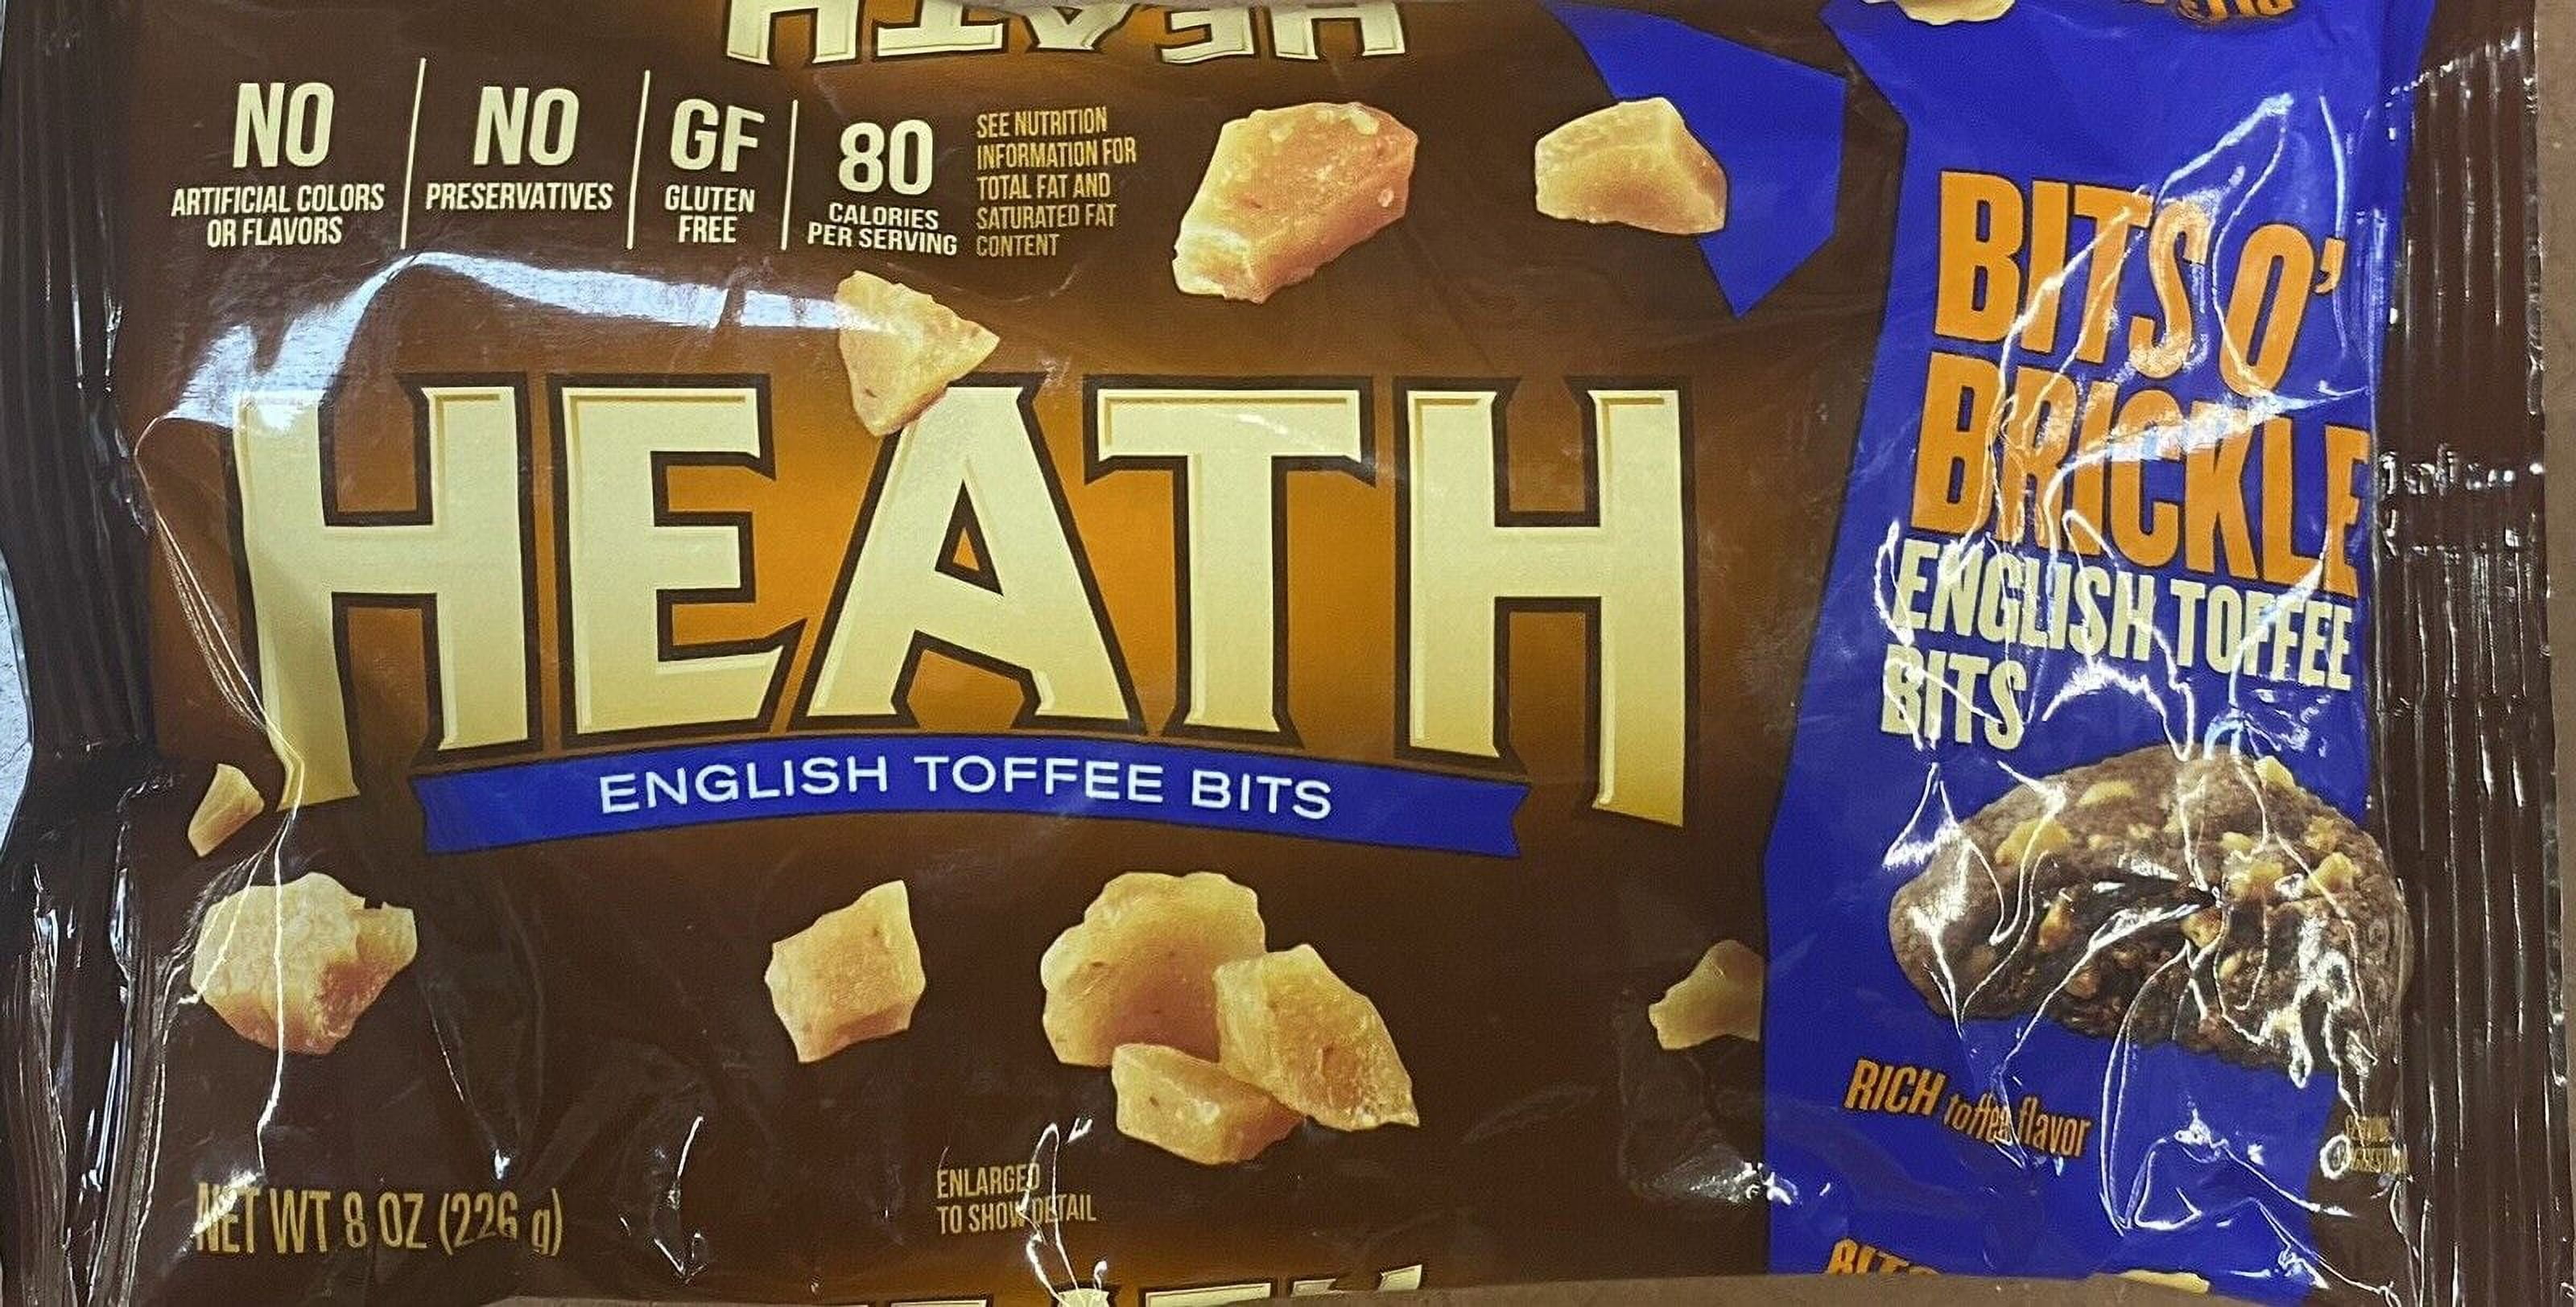 HEATH
NO
ARTIFICIAL COLORS
OR FLAVORS
NO
PRESERVATIVES
GF
GLUTEN
FREE
80
CALORIES
PER SERVING
SEE NUTRITION
INFORMATION FOR
TOTAL FAT AND
SATURATED FAT
CONTENT
HEATH
ENGLISH TOFFEE BITS
BITS O'
BRICKLE
ENGLISH TOFFEE
BITS
RICH toffee flavor
ENLARGED
TO SHOW DETAIL
NET WT 8 OZ (226 g)